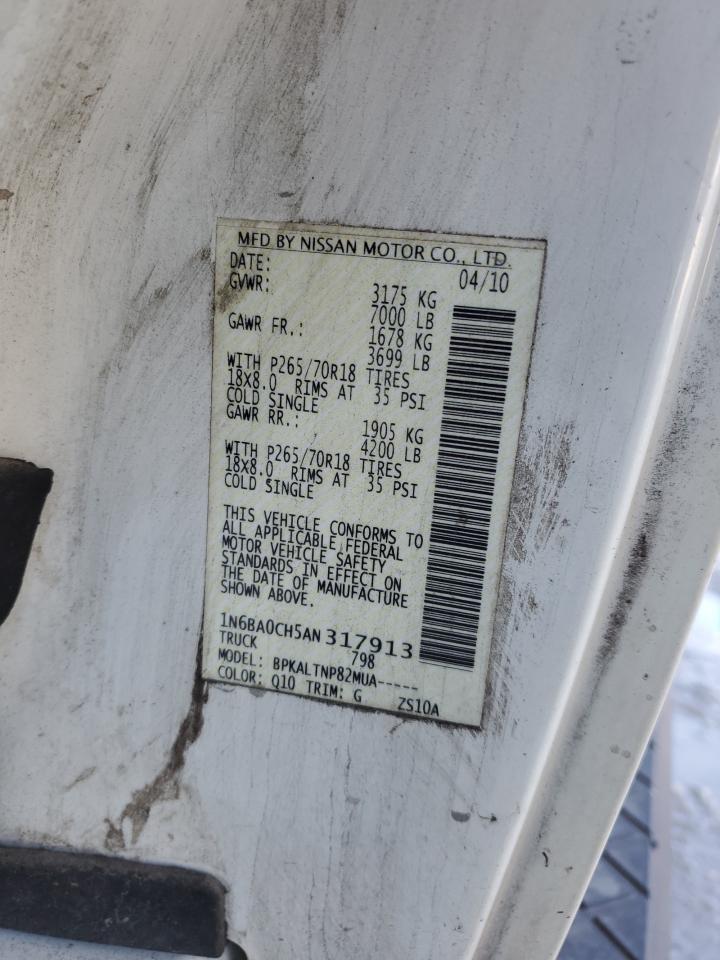 MFD BY NISSAN MOTOR CO., LTD.
DATE: 04/10
GVWR: 3175 KG
7000 LB
GAWR FR.: 1678 KG
3699 LB
WITH P265/70R18 TIRES
18X8.0 RIMS AT 35 PSI
COLD SINGLE
GAWR RR.: 1905 KG
4200 LB
WITH P265/70R18 TIRES
18X8.0 RIMS AT 35 PSI
COLD SINGLE
THIS VEHICLE CONFORMS TO
ALL APPLICABLE FEDERAL
MOTOR VEHICLE SAFETY
STANDARDS IN EFFECT ON
THE DATE OF MANUFACTURE
SHOWN ABOVE.
1N6BA0CH5AN317913
TRUCK 798
MODEL: BPKALTNP82MUA-----
COLOR: Q10 TRIM: G ZS10A